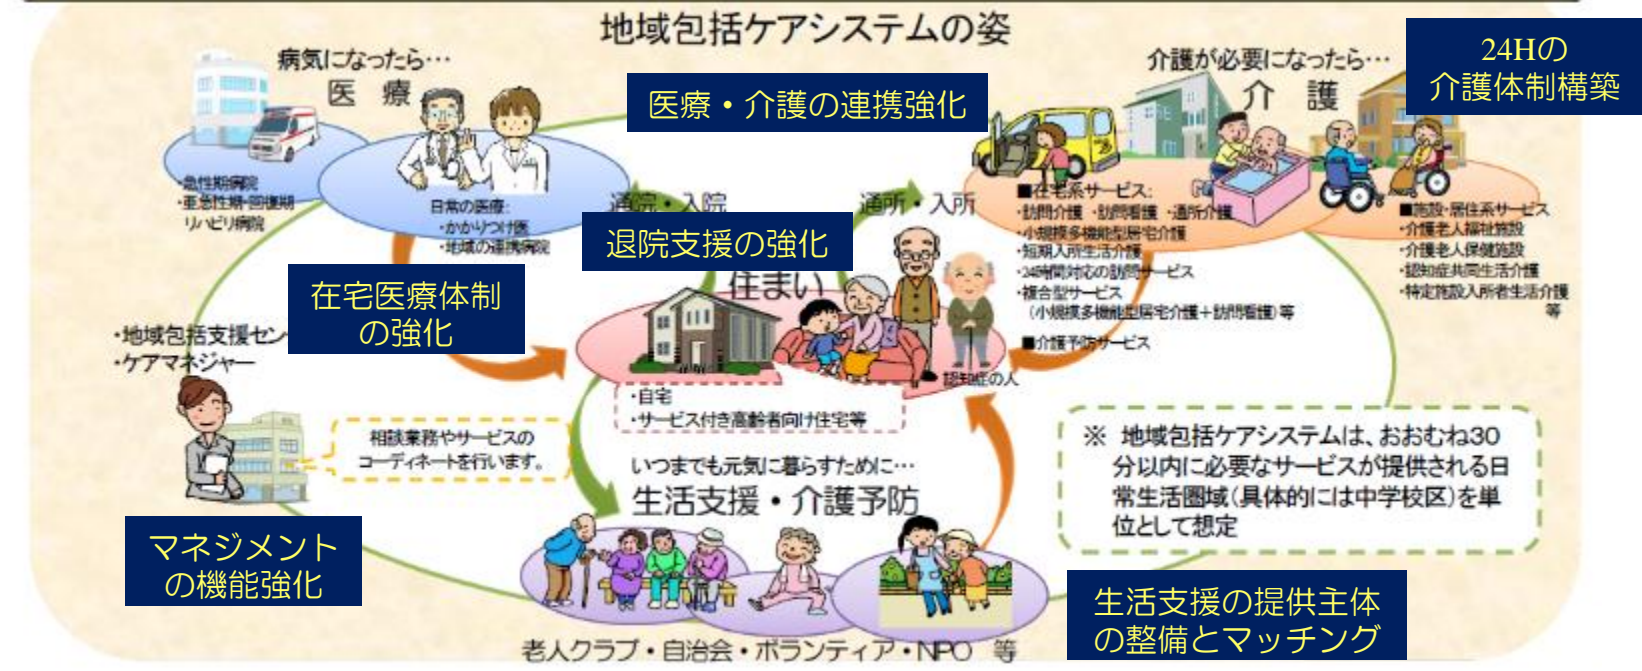 地域包括ケアシステムの姿
病気になったら…
医　療
医療・介護の連携強化
介護が必要になったら…
介　護
24Hの
介護体制構築
・急性期病院
・亜急性期・回復期
リハビリ病院
日常の医療:
・かかりつけ医
・地域の連携病院
通院・入院
通所・入所
■在宅系サービス:
・訪問介護 ・訪問看護 ・通所介護
・小規模多機能型居宅介護
・短期入所生活介護
・24時間対応の訪問サービス
・複合型サービス
(小規模多機能型居宅介護＋訪問看護)等
■介護予防サービス
■施設・居住系サービス
・介護老人福祉施設
・介護老人保健施設
・認知症共同生活介護
・特定施設入所者生活介護
等
退院支援の強化
在宅医療体制
の強化
住まい
認知症の人
・自宅
・サービス付き高齢者向け住宅等
・地域包括支援セン
・ケアマネジャー
相談業務やサービスの
コーディネートを行います。
マネジメント
の機能強化
いつまでも元気に暮らすために…
生活支援・介護予防
老人クラブ・自治会・ボランティア・NPO　等
※ 地域包括ケアシステムは、おおむね30
分以内に必要なサービスが提供される日
常生活圏域(具体的には中学校区)を単
位として想定
生活支援の提供主体
の整備とマッチング